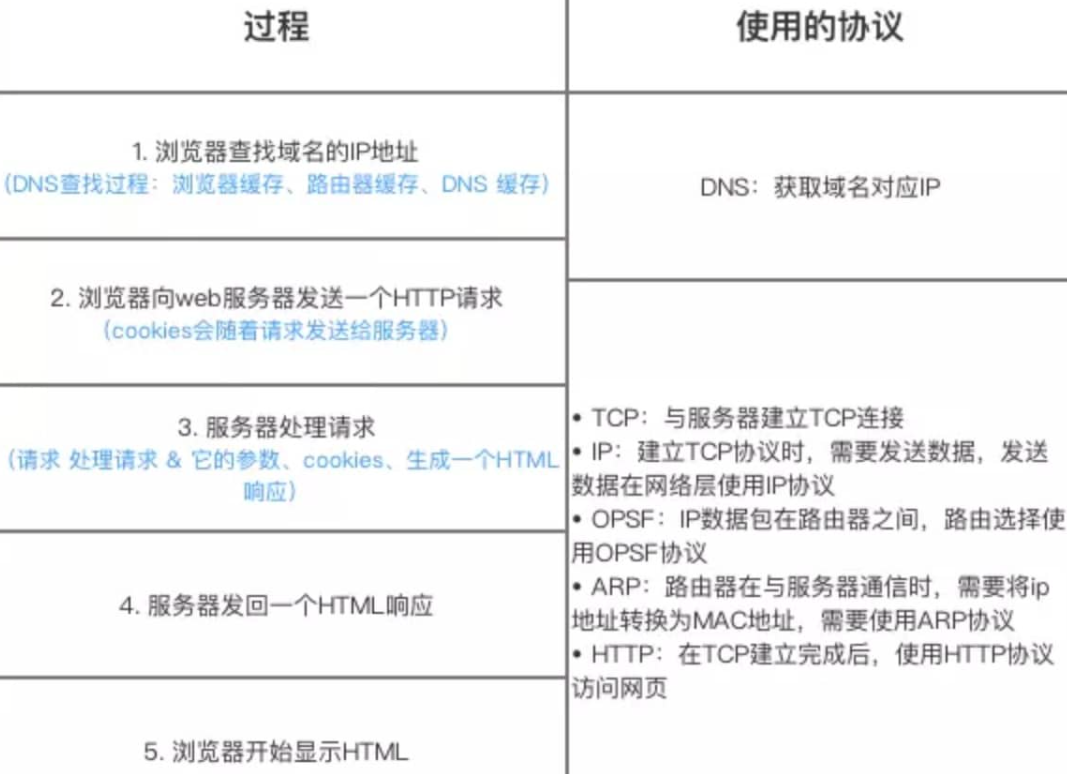 过程
使用的协议
1. 浏览器查找域名的IP地址
(DNS查找过程：浏览器缓存、路由器缓存、DNS 缓存)
DNS：获取域名对应IP
2. 浏览器向web服务器发送一个HTTP请求
(cookies会随着请求发送给服务器)
3. 服务器处理请求
(请求 处理请求 & 它的参数、cookies、生成一个HTML
响应)
4. 服务器发回一个HTML响应
5. 浏览器开始显示HTML
• TCP：与服务器建立TCP连接
• IP：建立TCP协议时，需要发送数据，发送
数据在网络层使用IP协议
• OPSF：IP数据包在路由器之间，路由选择使
用OPSF协议
• ARP：路由器在与服务器通信时，需要将ip
地址转换为MAC地址，需要使用ARP协议
• HTTP：在TCP建立完成后，使用HTTP协议
访问网页